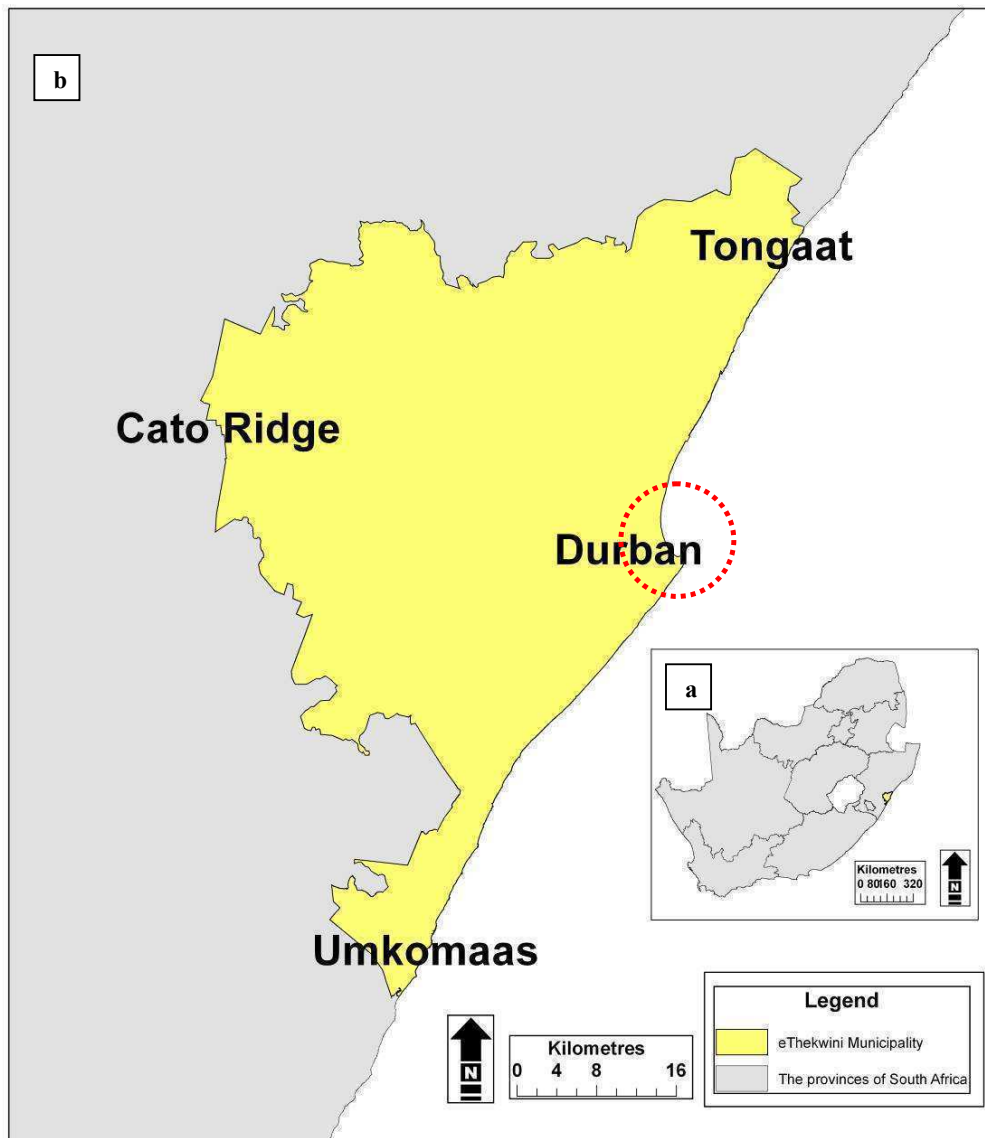 b
Tongaat
Cato Ridge
Durban
a
Kilometres
0 80160 320
N
Umkomaas
N
Kilometres
0 4 8 16
Legend
eThekwini Municipality
The provinces of South Africa